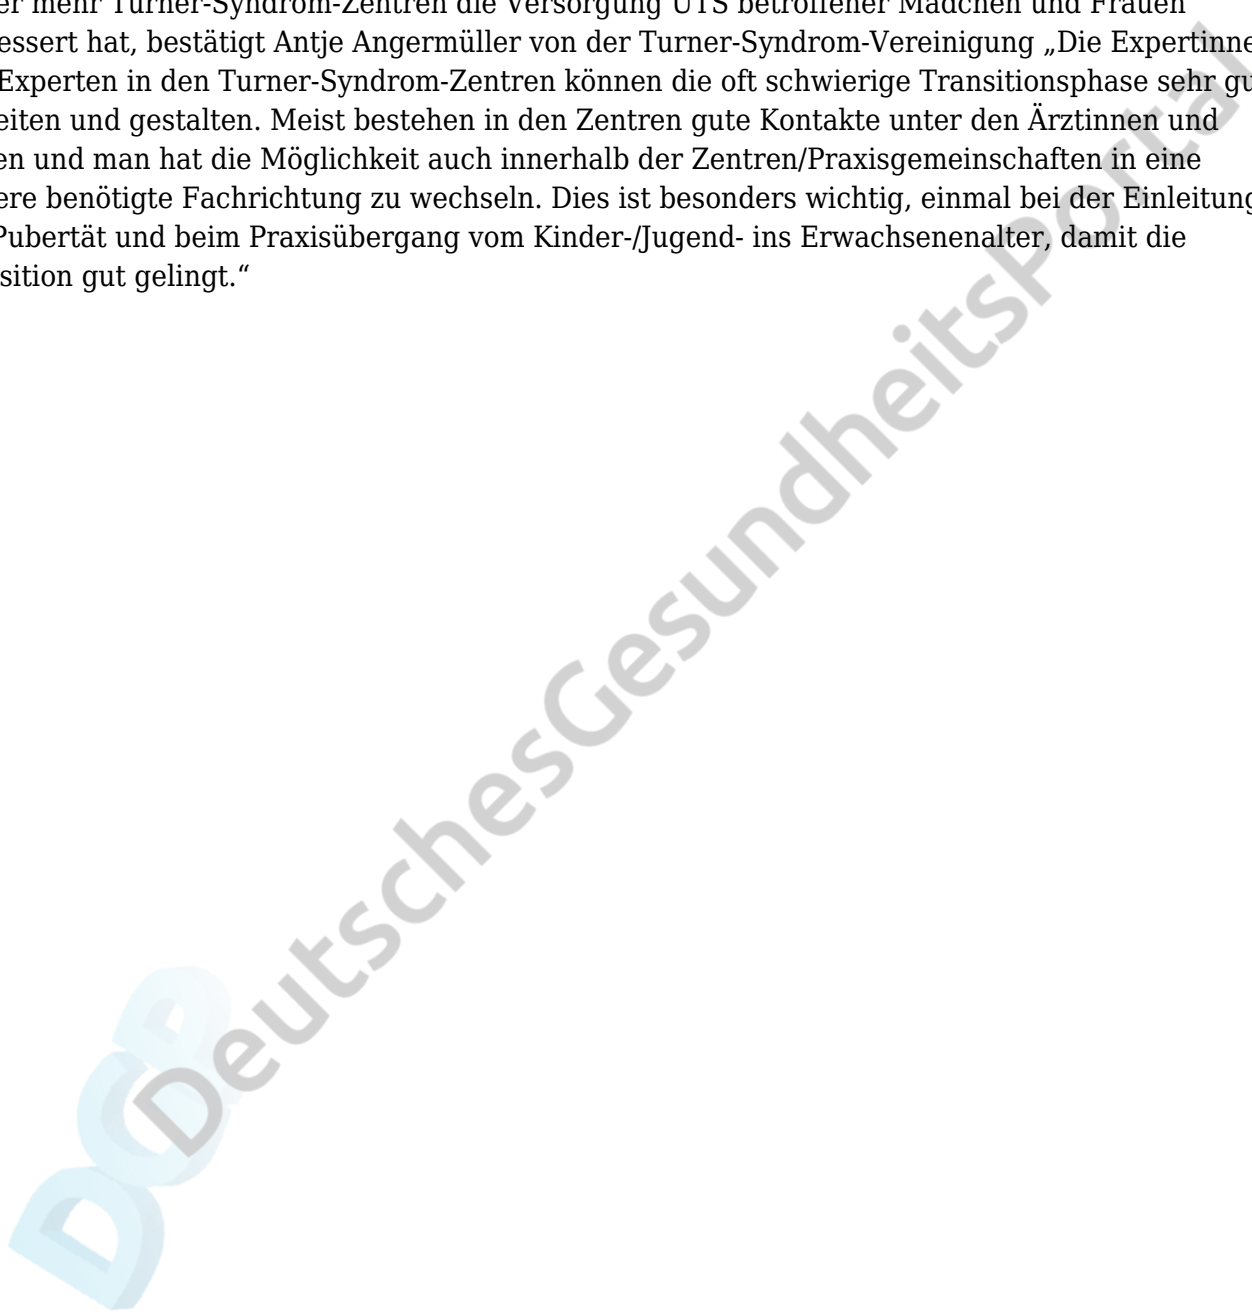 er mehr Turner-Syndrom-Zentren die Versorgung UTS betroffener Mädchen und Frauen
essert hat, bestätigt Antje Angermüller von der Turner-Syndrom-Vereinigung „Die Expertinne
Experten in den Turner-Syndrom-Zentren können die oft schwierige Transitionsphase sehr gu
eiten und gestalten. Meist bestehen in den Zentren gute Kontakte unter den Ärztinnen und
en und man hat die Möglichkeit auch innerhalb der Zentren/Praxisgemeinschaften in eine
ere benötigte Fachrichtung zu wechseln. Dies ist besonders wichtig, einmal bei der Einleitung
Pubertät und beim Praxisübergang vom Kinder-/Jugend- ins Erwachsenenalter, damit die
sition gut gelingt.“
DeutschesGesundheitsPortal
DGP